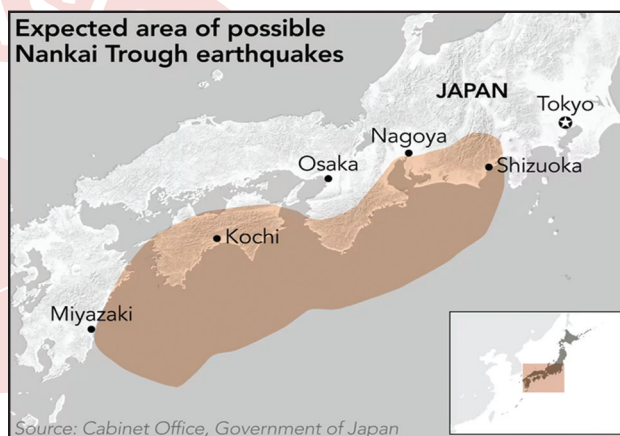 Expected area of possible
Nankai Trough earthquakes
JAPAN
Tokyo
Nagoya
Osaka
Shizuoka
Kochi
Miyazaki
Source: Cabinet Office, Government of Japan